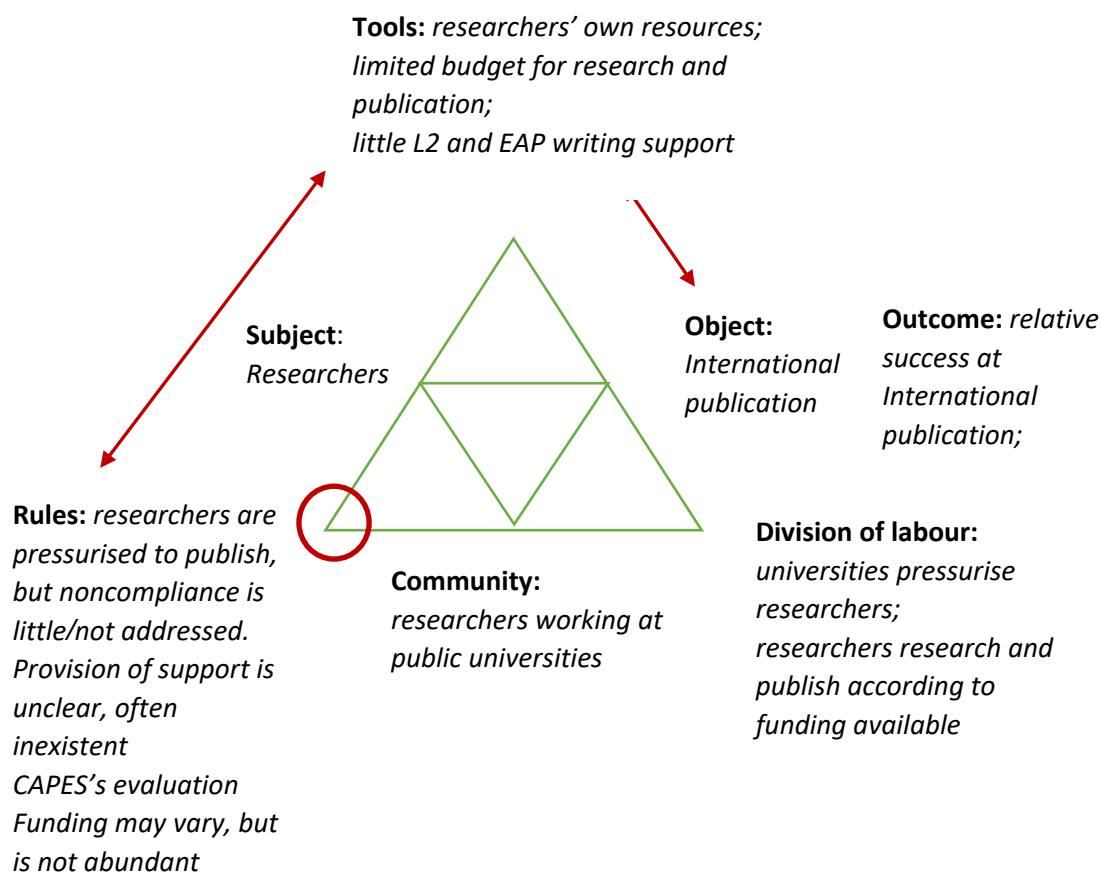 Tools: researchers’ own resources;
limited budget for research and
publication;
little L2 and EAP writing support
Subject:
Researchers
Object:
International
publication
Outcome: relative
success at
International
publication;
Rules: researchers are
pressurised to publish,
but noncompliance is
little/not addressed.
Provision of support is
unclear, often
inexistent
CAPES’s evaluation
Funding may vary, but
is not abundant
Community:
researchers working at
public universities
Division of labour:
universities pressurise
researchers;
researchers research and
publish according to
funding available